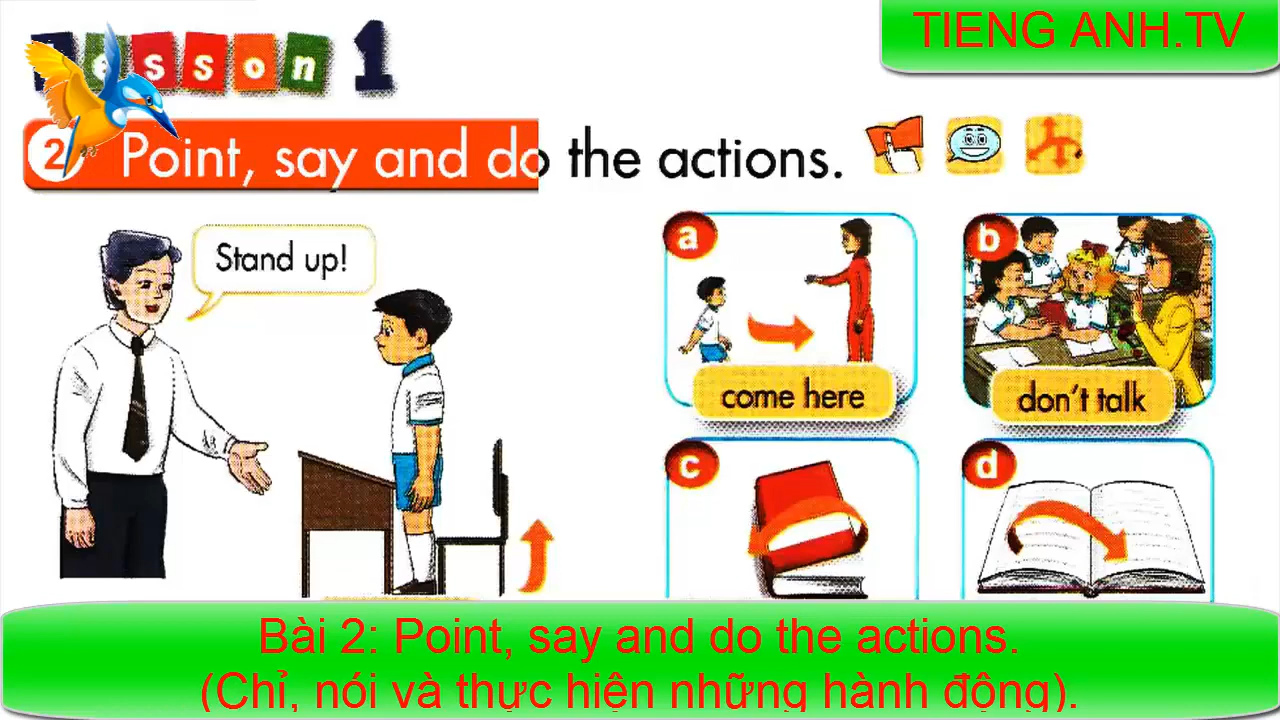 TIENG ANH.TV
Lesson 1
2 Point, say and do the actions.
Stand up!
a
come here
b
don't talk
c
d
Bài 2: Point, say and do the actions.
(Chỉ, nói và thực hiện những hành động).